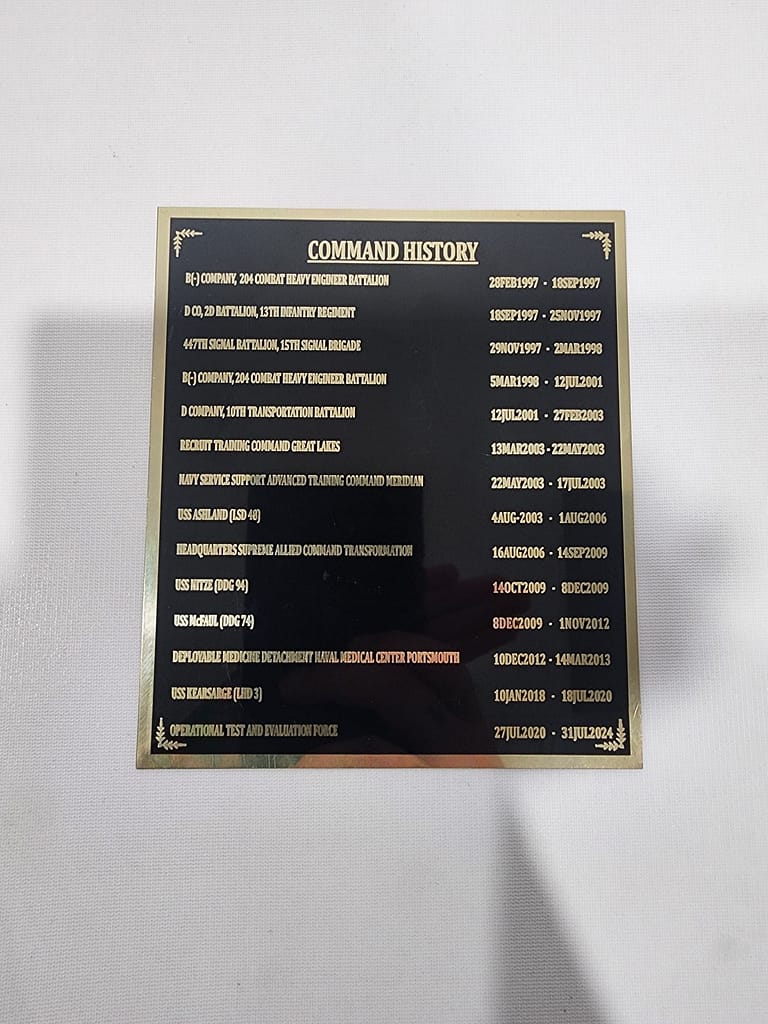 COMMAND HISTORY
B(-) COMPANY, 204 COMBAT HEAVY ENGINEER BATTALION 28FEB1997 - 18SEP1997
D CO, 2D BATTALION, 13TH INFANTRY REGIMENT 18SEP1997 - 25NOV1997
447TH SIGNAL BATTALION, 15TH SIGNAL BRIGADE 29NOV1997 - 2MAR1998
B(-) COMPANY, 204 COMBAT HEAVY ENGINEER BATTALION 5MAR1998 - 12JUL2001
D COMPANY, 10TH TRANSPORTATION BATTALION 12JUL2001 - 27FEB2003
RECRUIT TRAINING COMMAND GREAT LAKES 13MAR2003 - 22MAY2003
NAVY SERVICE SUPPORT ADVANCED TRAINING COMMAND MERIDIAN 22MAY2003 - 17JUL2003
USS ASHLAND (LSD 48) 4AUG-2003 - 1AUG2006
HEADQUARTERS SUPREME ALLIED COMMAND TRANSFORMATION 16AUG2006 - 14SEP2009
USS NITZE (DDG 94) 14OCT2009 - 8DEC2009
USS McFAUL (DDG 74) 8DEC2009 - 1NOV2012
DEPLOYABLE MEDICINE DETACHMENT NAVAL MEDICAL CENTER PORTSMOUTH 10DEC2012 - 14MAR2013
USS KEARSARGE (LHD 3) 10JAN2018 - 18JUL2020
OPERATIONAL TEST AND EVALUATION FORCE 27JUL2020 - 31JUL2024